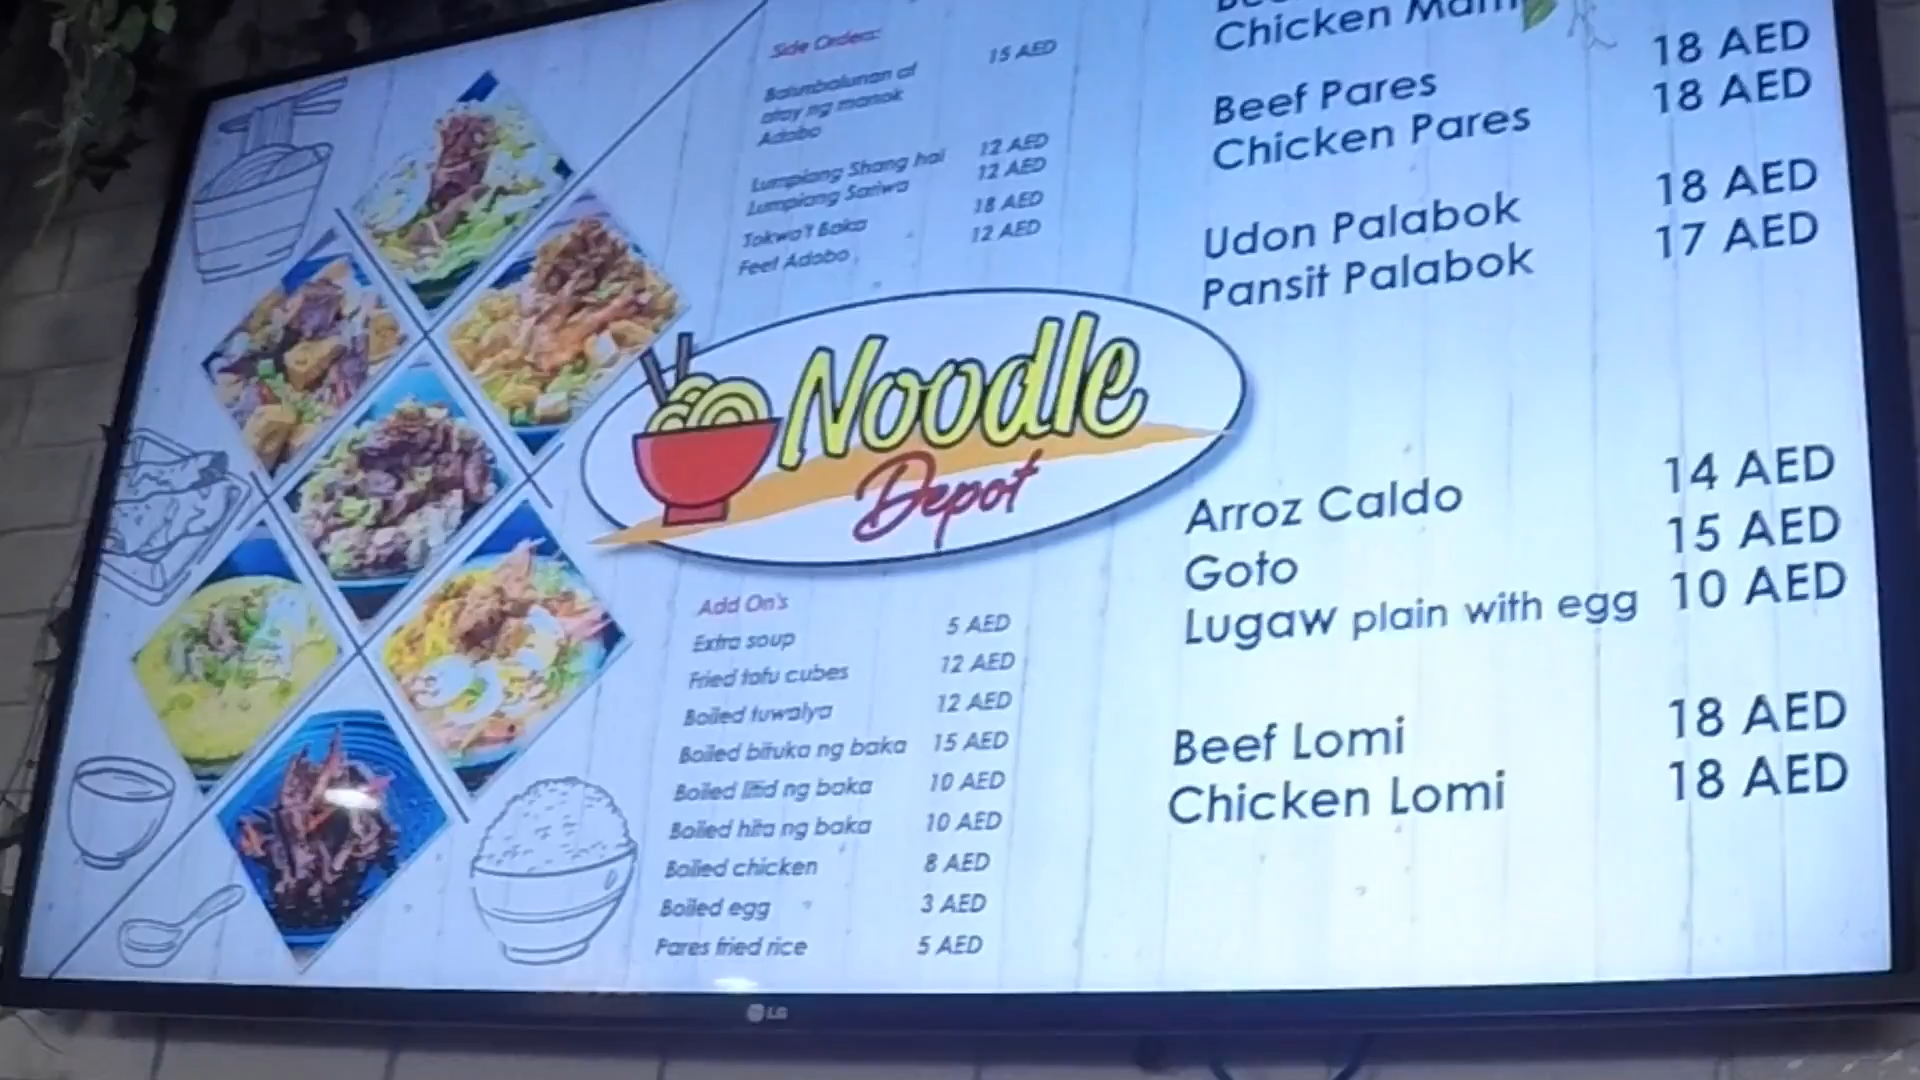 Side Orders:
Balunbalunan at 15 AED
atay ng manok
Adobo
Lumpiang Shang hai 12 AED
Lumpiang Sariwa 12 AED
Tokwa't Baka 18 AED
Feet Adobo 12 AED
Noodle
Depot
Add On's
Extra soup 5 AED
Fried tofu cubes 12 AED
Boiled tuwalya 12 AED
Boiled bituka ng baka 15 AED
Boiled litid ng baka 10 AED
Boiled hita ng baka 10 AED
Boiled chicken 8 AED
Boiled egg 3 AED
Pares fried rice 5 AED
Chicken
Beef Pares 18 AED
Chicken Pares 18 AED
Udon Palabok 18 AED
Pansit Palabok 17 AED
Arroz Caldo 14 AED
Goto 15 AED
Lugaw plain with egg 10 AED
Beef Lomi 18 AED
Chicken Lomi 18 AED
LG